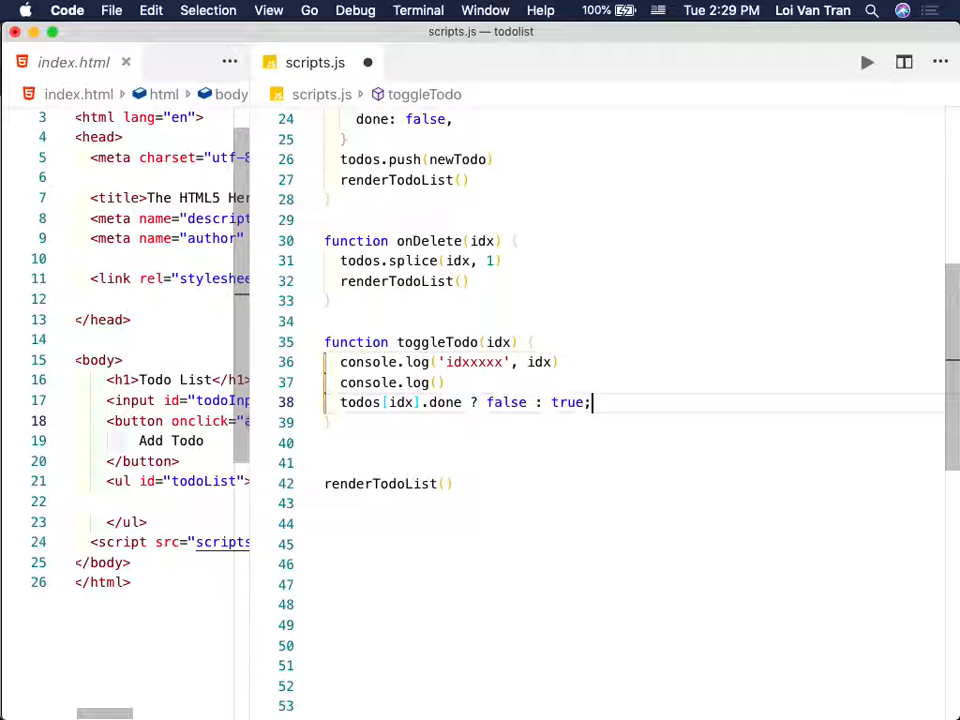 Code File Edit Selection View Go Debug Terminal Window Help 100% Tue 2:29 PM Loi Van Tran
scripts.js — todolist
index.html
scripts.js
index.html html body
scripts.js toggleTodo
3 <html lang="en">
4 <head>
5 <meta charset="utf-8
6
7 <title>The HTML5 Her
8 <meta name="descript
9 <meta name="author"
10
11 <link rel="styleshee
12
13 </head>
14
15 <body>
16 <h1>Todo List</h1>
17 <input id="todoInp
18 <button onclick="a
19 Add Todo
20 </button>
21 <ul id="todoList">
22
23 </ul>
24 <script src="scripts
25 </body>
26 </html>
24 done: false,
25 }
26 todos.push(newTodo)
27 renderTodoList()
28 }
29
30 function onDelete(idx) {
31 todos.splice(idx, 1)
32 renderTodoList()
33 }
34
35 function toggleTodo(idx) {
36 console.log('idxxxxx', idx)
37 console.log()
38 todos[idx].done ? false : true;
39 }
40
41
42 renderTodoList()
43
44
45
46
47
48
49
50
51
52
53